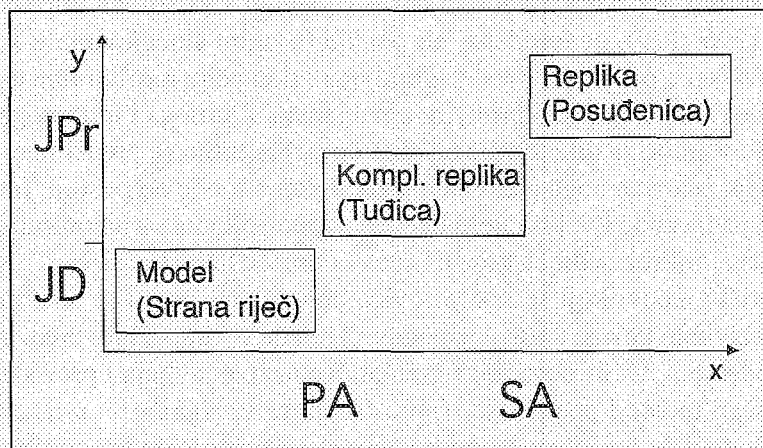 y
Replika
(Posuđenica)
JPr
Kompl. replika
(Tuđica)
JD
Model
(Strana riječ)
x
PA
SA